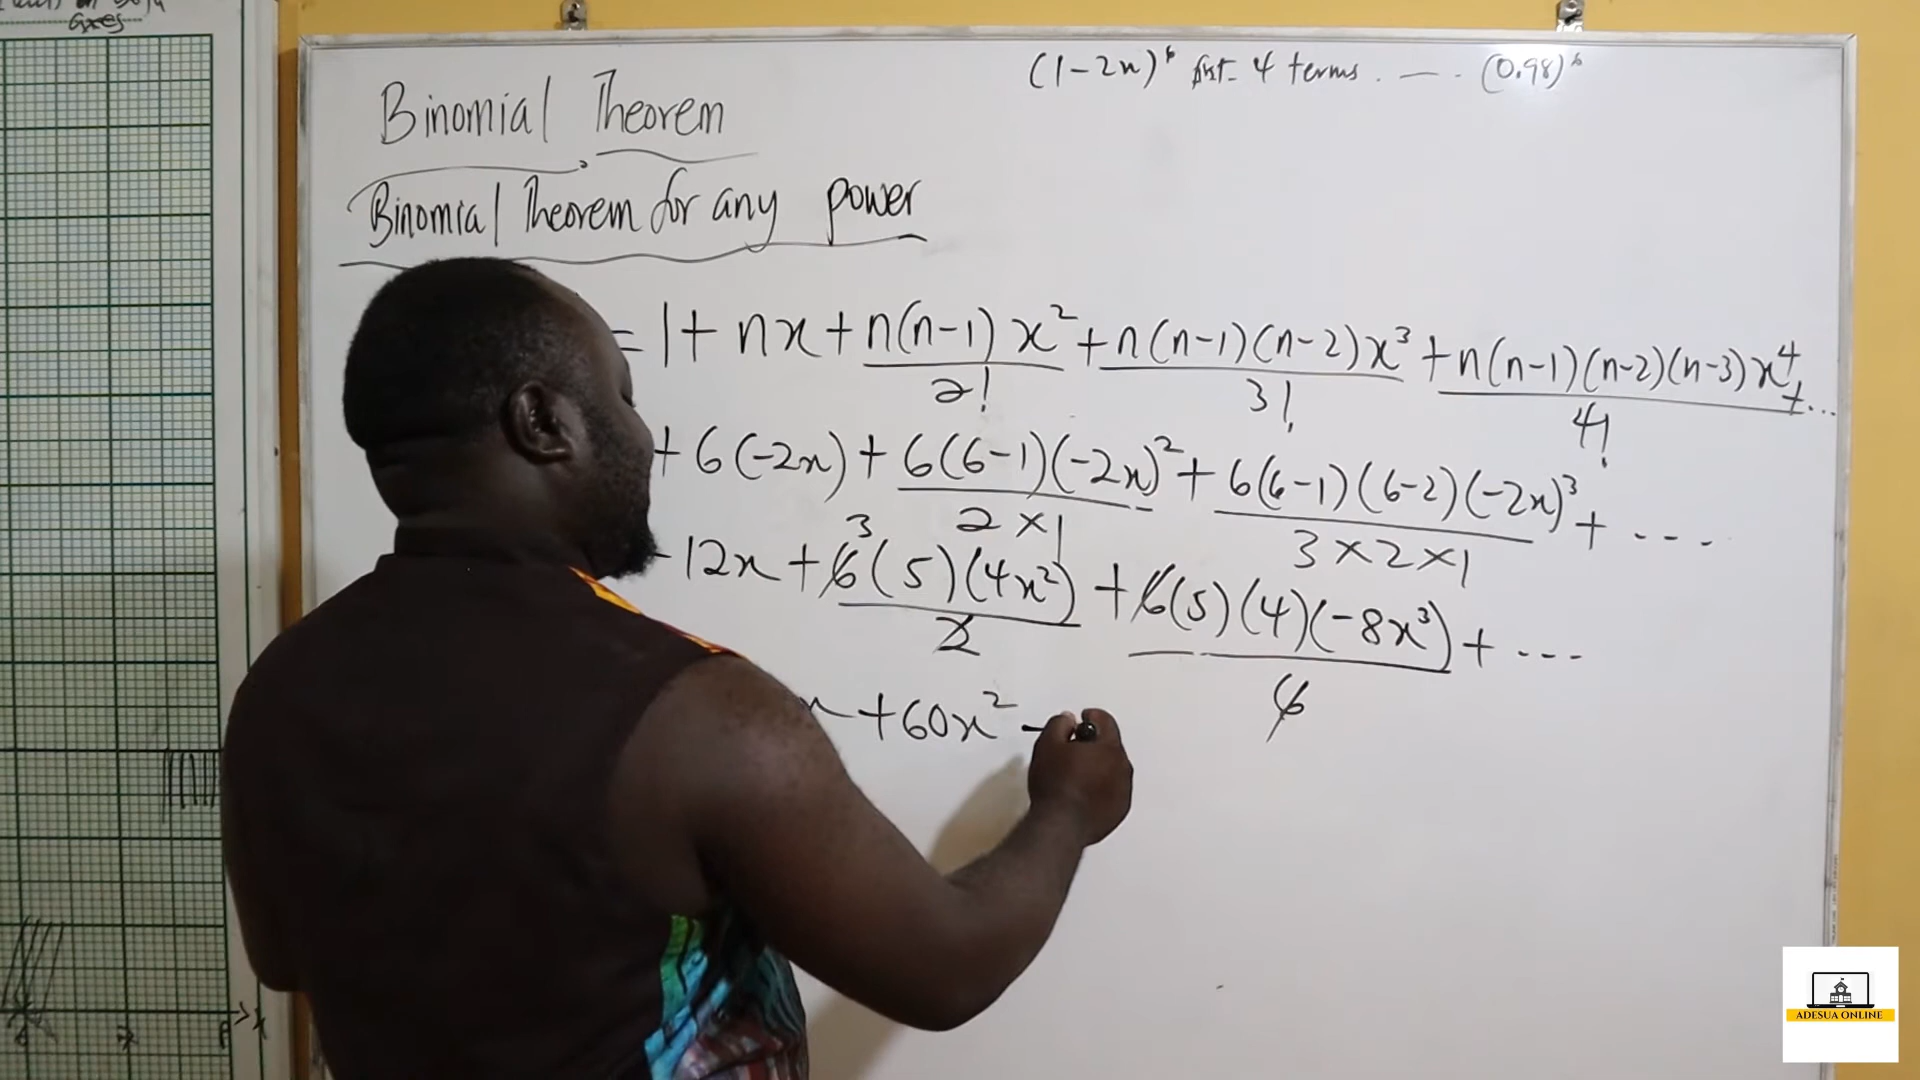 Axes
(1-2x)⁶ first 4 terms . — . (0.98)⁶
Binomial Theorem
Binomial Theorem for any power
= 1 + nx + n(n-1)x²/2! + n(n-1)(n-2)x³/3! + n(n-1)(n-2)(n-3)x⁴/4! + ...
+ 6(-2x) + 6(6-1)(-2x)²/2×1 + 6(6-1)(6-2)(-2x)³/3×2×1 + ....
- 12x + 6³(5)(4x²)/2 + 6(5)(4)(-8x³)/6 + ...
x + 60x² -
ADESUA ONLINE